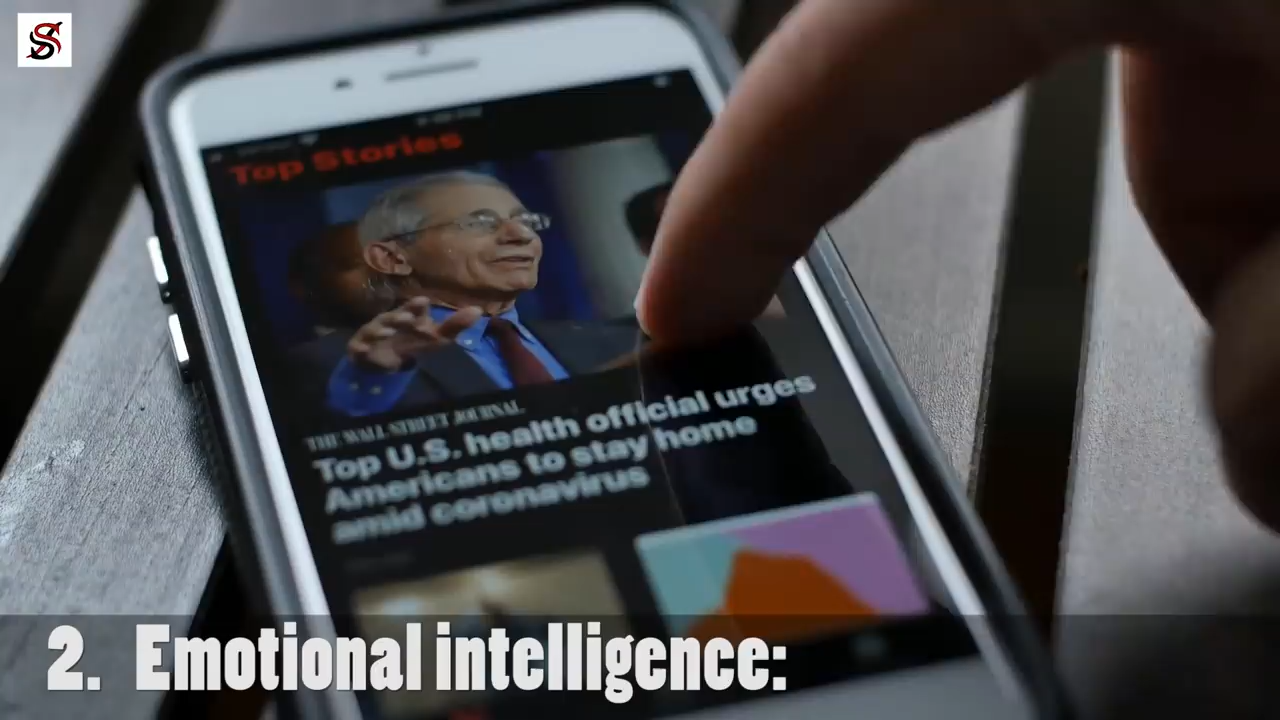 Top Stories
THE WALL STREET JOURNAL
Top U.S. health official urges
Americans to stay home
amid coronavirus
2. Emotional intelligence: